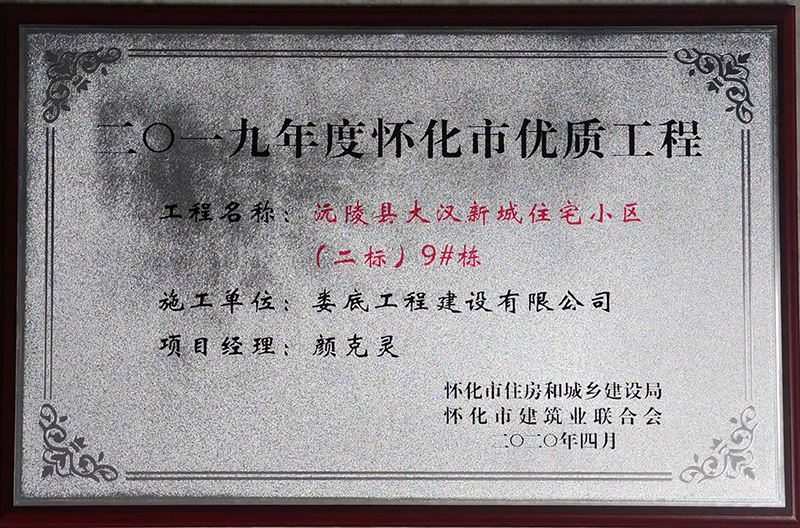 二〇一九年度怀化市优质工程
工程名称：沅陵县大汉新城住宅小区
（二标）9#栋
施工单位：娄底工程建设有限公司
项目经理：颜克灵
怀化市住房和城乡建设局
怀化市建筑业联合会
二〇二〇年四月